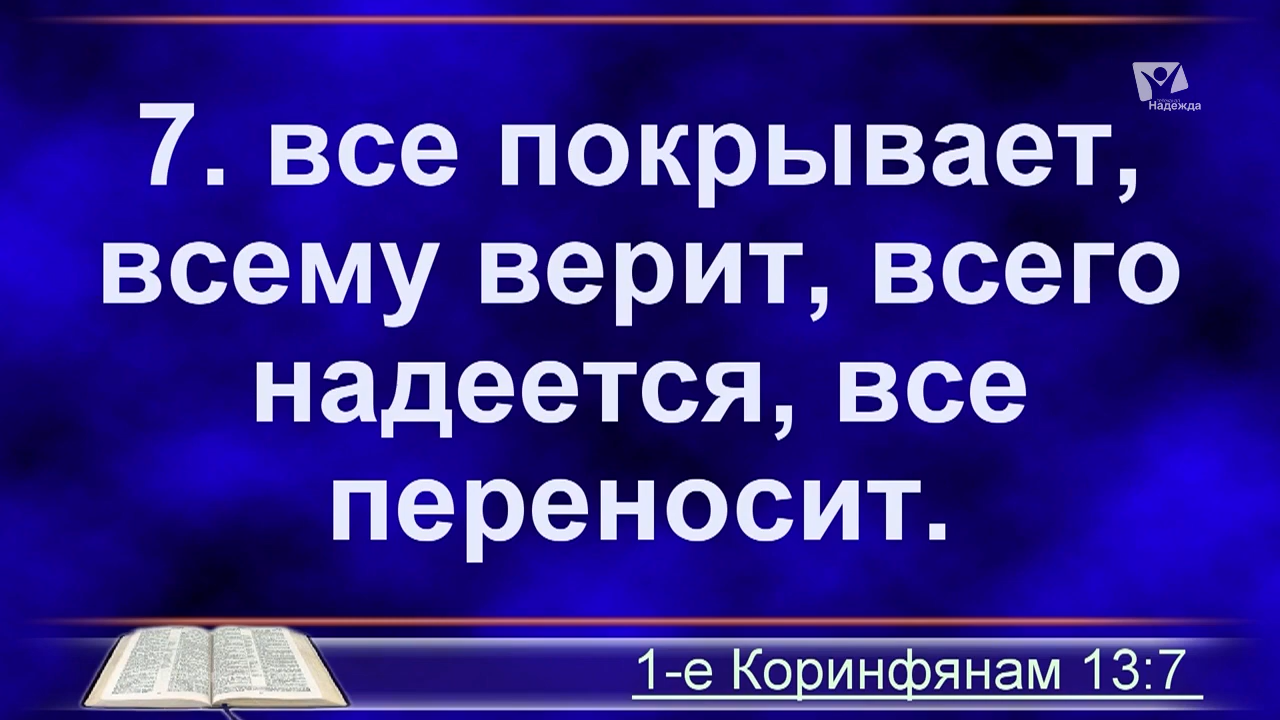 Надежда
7. все покрывает,
всему верит, всего
надеется, все
переносит.
1-е Коринфянам 13:7